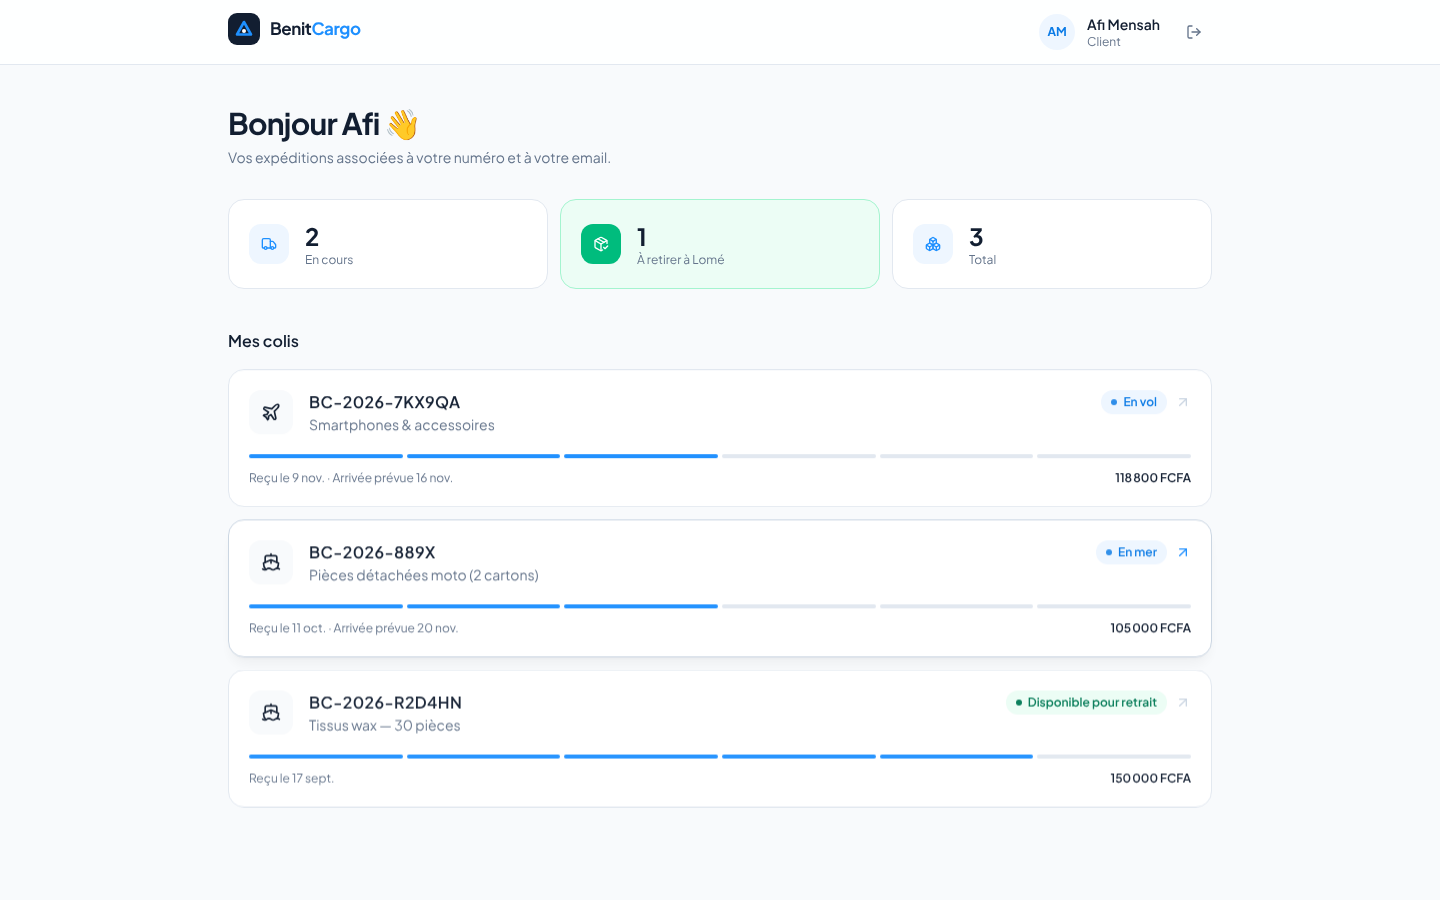 BenitCargo
AM
Afi Mensah
Client
Bonjour Afi 👋
Vos expéditions associées à votre numéro et à votre email.
2
En cours
1
À retirer à Lomé
3
Total
Mes colis
BC-2026-7KX9QA
En vol
Smartphones & accessoires
Reçu le 9 nov. · Arrivée prévue 16 nov.
118 800 FCFA
BC-2026-889X
En mer
Pièces détachées moto (2 cartons)
Reçu le 11 oct. · Arrivée prévue 20 nov.
105 000 FCFA
BC-2026-R2D4HN
Disponible pour retrait
Tissus wax — 30 pièces
Reçu le 17 sept.
150 000 FCFA